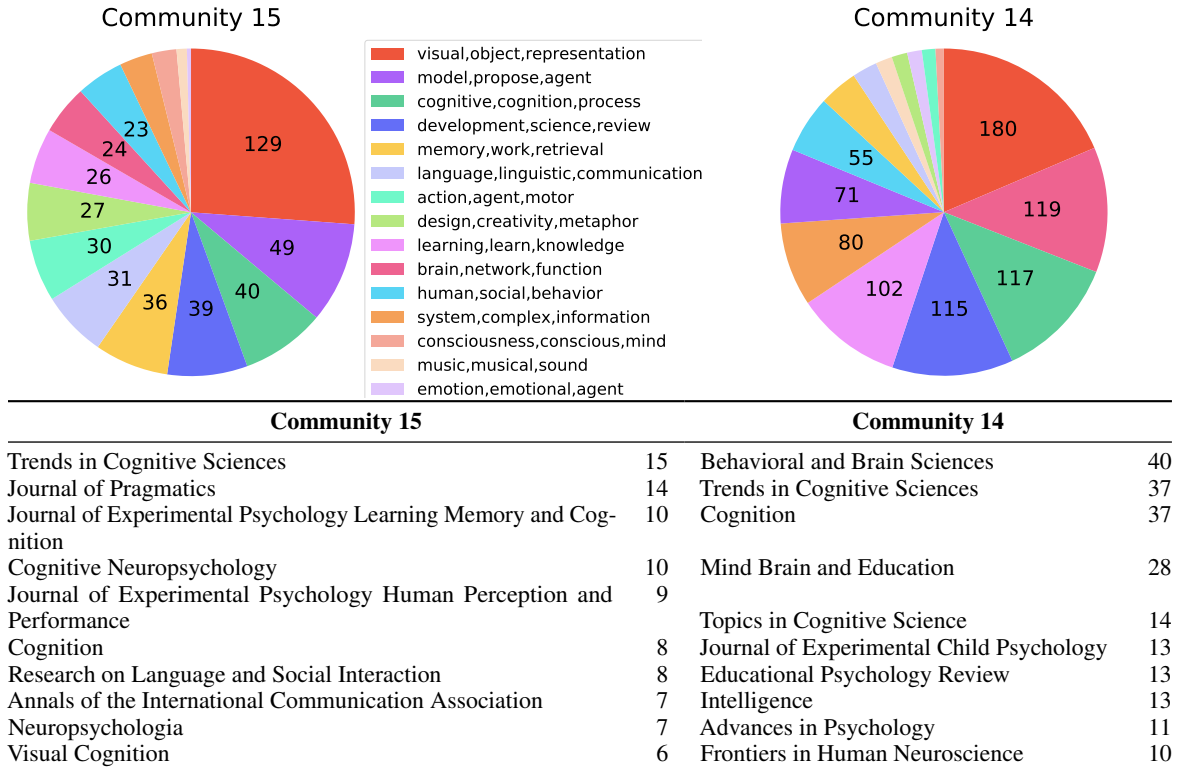 Community 15
129
49
40
39
36
31
30
27
26
24
23
visual,object,representation
model,propose,agent
cognitive,cognition,process
development,science,review
memory,work,retrieval
language,linguistic,communication
action,agent,motor
design,creativity,metaphor
learning,learn,knowledge
brain,network,function
human,social,behavior
system,complex,information
consciousness,conscious,mind
music,musical,sound
emotion,emotional,agent
Community 14
180
119
117
115
102
80
71
55
Community 15
Trends in Cognitive Sciences 15
Journal of Pragmatics 14
Journal of Experimental Psychology Learning Memory and Cog- 10
nition
Cognitive Neuropsychology 10
Journal of Experimental Psychology Human Perception and 9
Performance
Cognition 8
Research on Language and Social Interaction 8
Annals of the International Communication Association 7
Neuropsychologia 7
Visual Cognition 6
Community 14
Behavioral and Brain Sciences 40
Trends in Cognitive Sciences 37
Cognition 37
Mind Brain and Education 28
Topics in Cognitive Science 14
Journal of Experimental Child Psychology 13
Educational Psychology Review 13
Intelligence 13
Advances in Psychology 11
Frontiers in Human Neuroscience 10